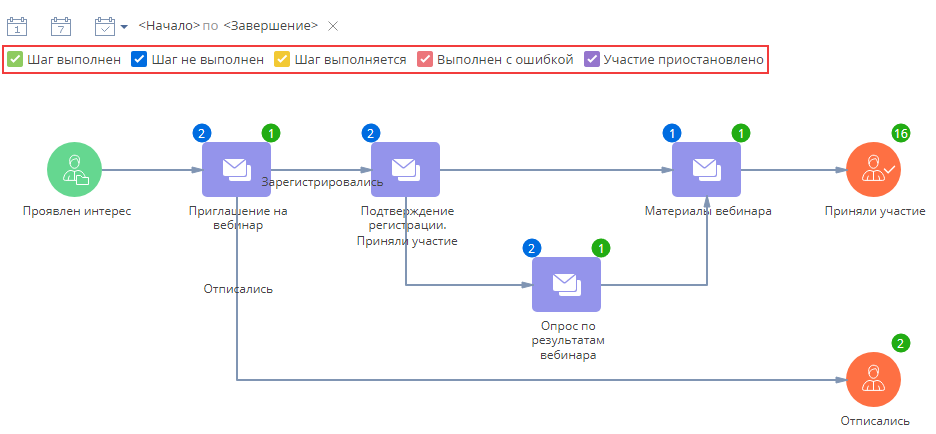 1 7 <Начало> по <Завершение>
Шаг выполнен Шаг не выполнен Шаг выполняется Выполнен с ошибкой Участие приостановлено
2 1 2 1 1 16
Зарегистрировались
Проявлен интерес
Приглашение на
вебинар
Подтверждение
регистрации.
Приняли участие
Материалы вебинара
Приняли участие
2 1
Отписались
Опрос по
результатам
вебинара
2
Отписались